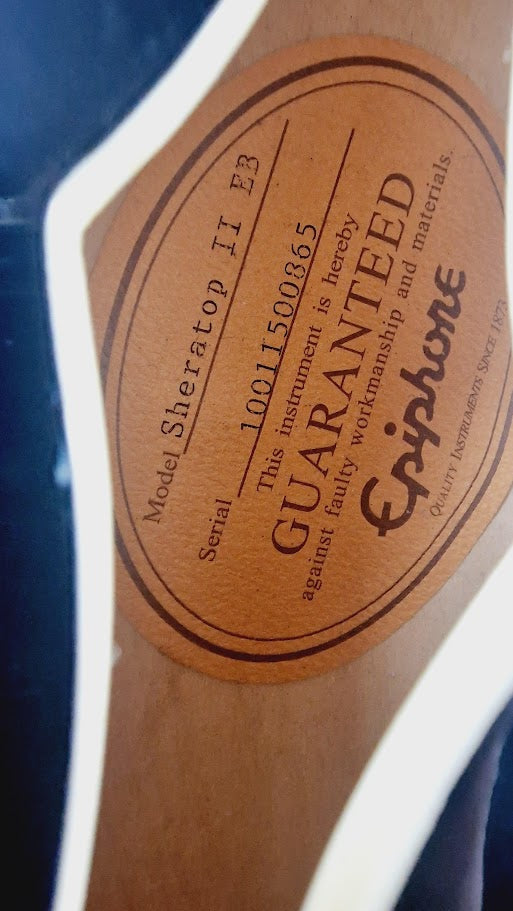 Model Sheratop II EB
Serial 10011500865
This instrument is hereby
GUARANTEED
against faulty workmanship and materials.
Epiphone
QUALITY INSTRUMENTS SINCE 1873